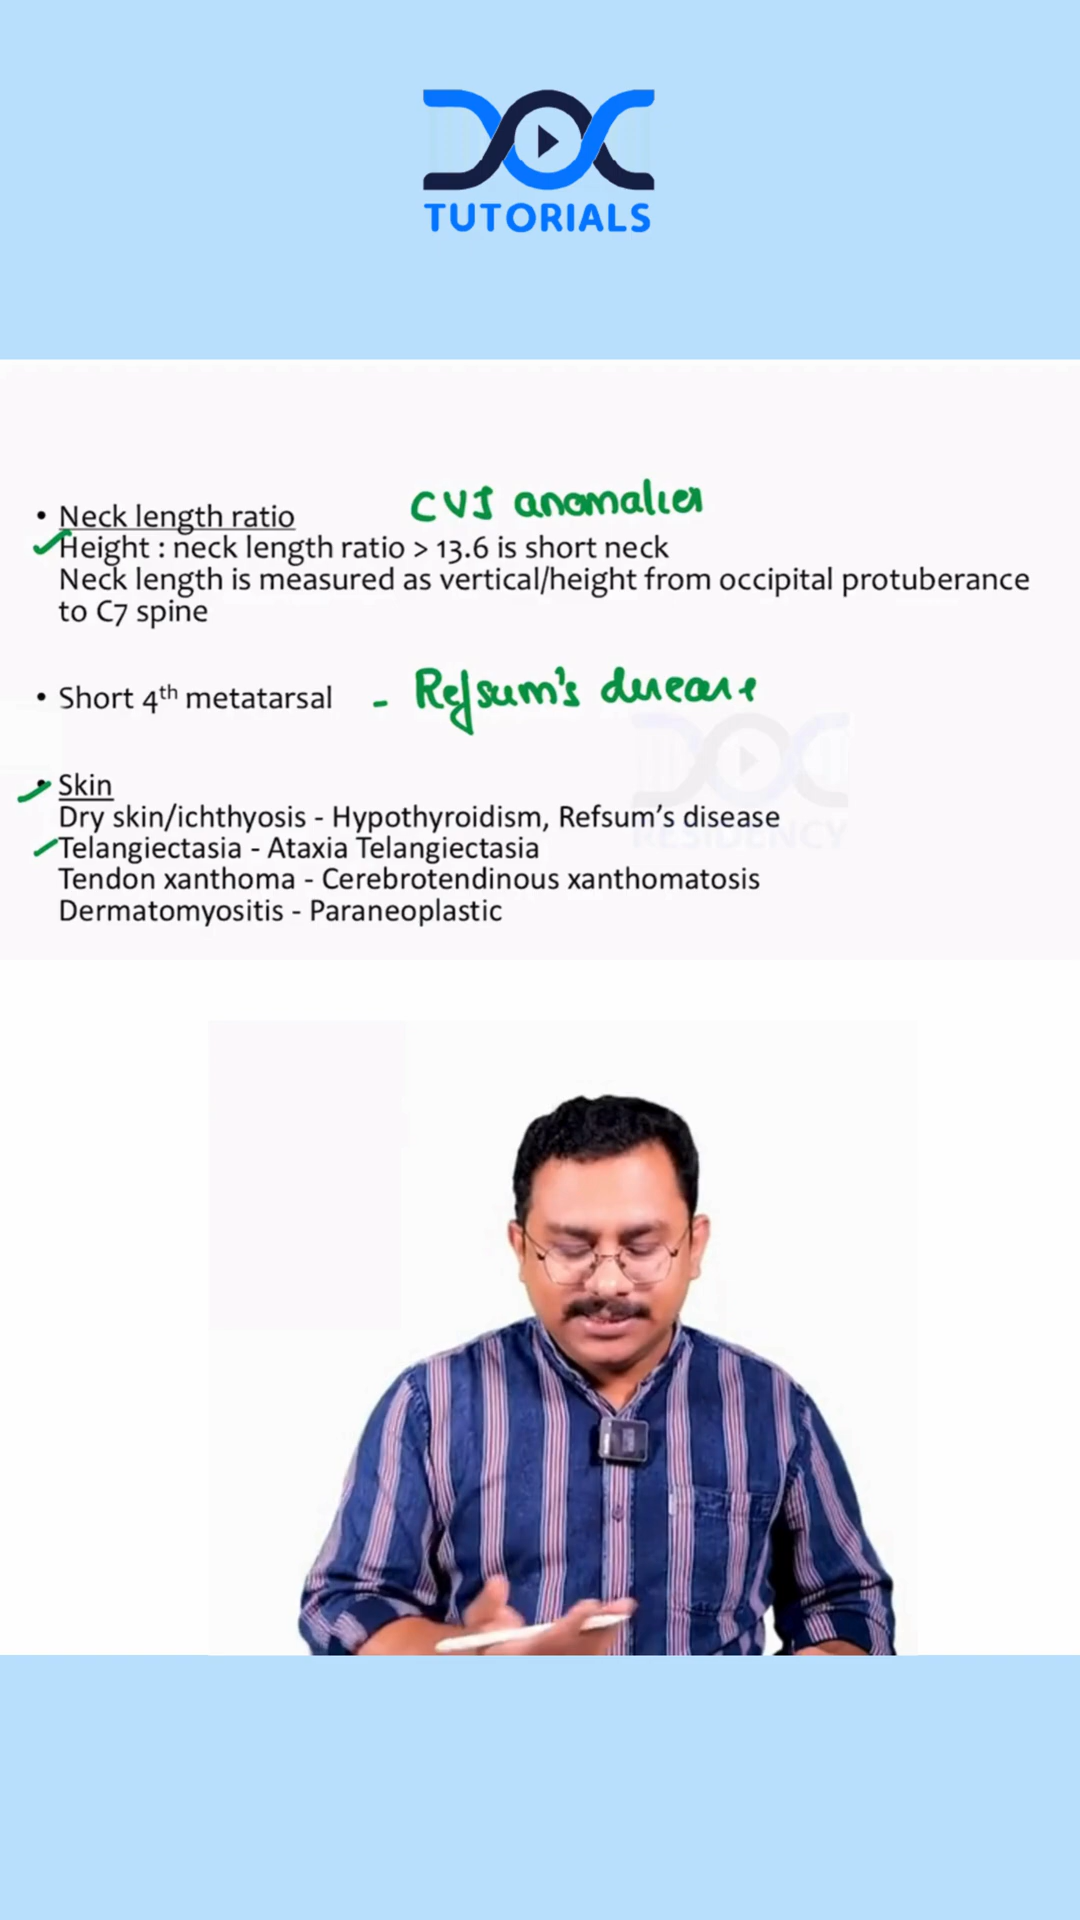 TUTORIALS
CVJ anomalies
• Neck length ratio
Height : neck length ratio > 13.6 is short neck
Neck length is measured as vertical/height from occipital protuberance
to C7 spine
• Short 4th metatarsal - Refsum's disease
• Skin
Dry skin/ichthyosis - Hypothyroidism, Refsum's disease
Telangiectasia - Ataxia Telangiectasia
Tendon xanthoma - Cerebrotendinous xanthomatosis
Dermatomyositis - Paraneoplastic
RESIDENCY